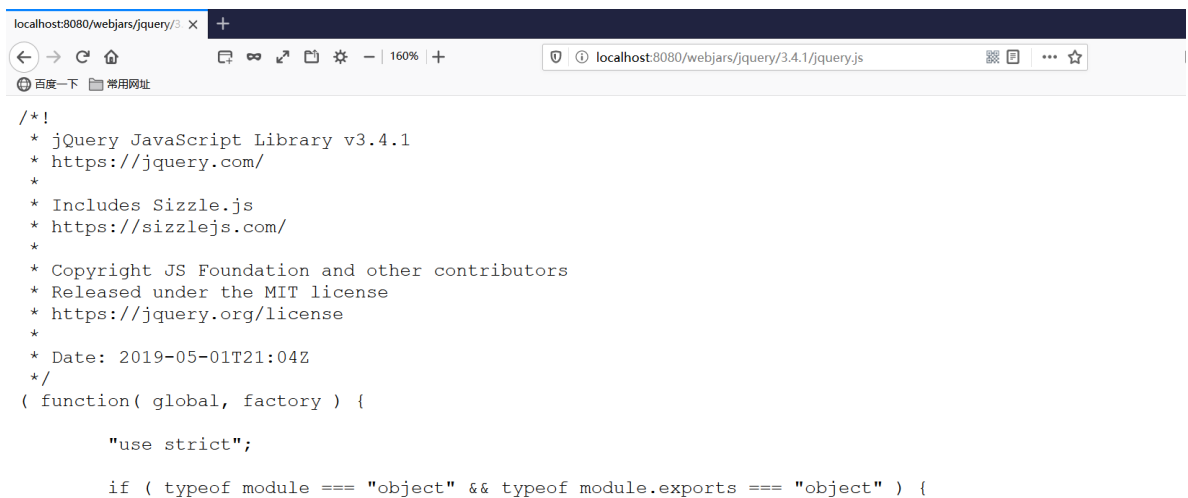 localhost:8080/webjars/jquery/3
160%
localhost:8080/webjars/jquery/3.4.1/jquery.js
百度一下 常用网址
/*!
 * jQuery JavaScript Library v3.4.1
 * https://jquery.com/
 *
 * Includes Sizzle.js
 * https://sizzlejs.com/
 *
 * Copyright JS Foundation and other contributors
 * Released under the MIT license
 * https://jquery.org/license
 *
 * Date: 2019-05-01T21:04Z
 */
( function( global, factory ) {
        "use strict";
        if ( typeof module === "object" && typeof module.exports === "object" ) {